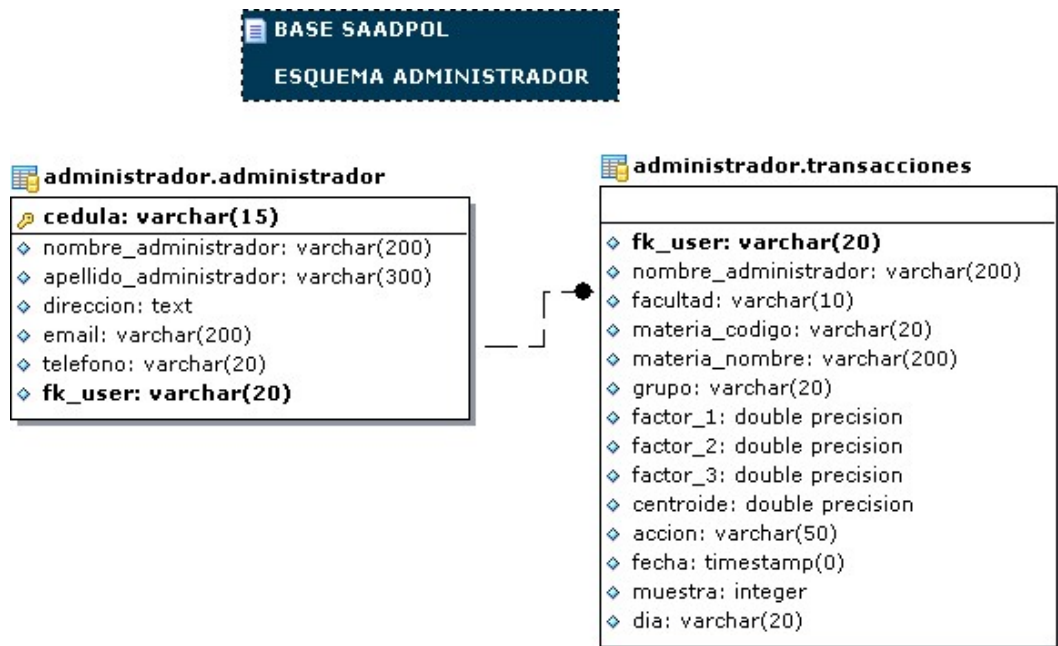 BASE SAADPOL
ESQUEMA ADMINISTRADOR
administrador.administrador
cedula: varchar(15)
nombre_administrador: varchar(200)
apellido_administrador: varchar(300)
direccion: text
email: varchar(200)
telefono: varchar(20)
fk_user: varchar(20)
administrador.transacciones
fk_user: varchar(20)
nombre_administrador: varchar(200)
facultad: varchar(10)
materia_codigo: varchar(20)
materia_nombre: varchar(200)
grupo: varchar(20)
factor_1: double precision
factor_2: double precision
factor_3: double precision
centroide: double precision
accion: varchar(50)
fecha: timestamp(0)
muestra: integer
dia: varchar(20)